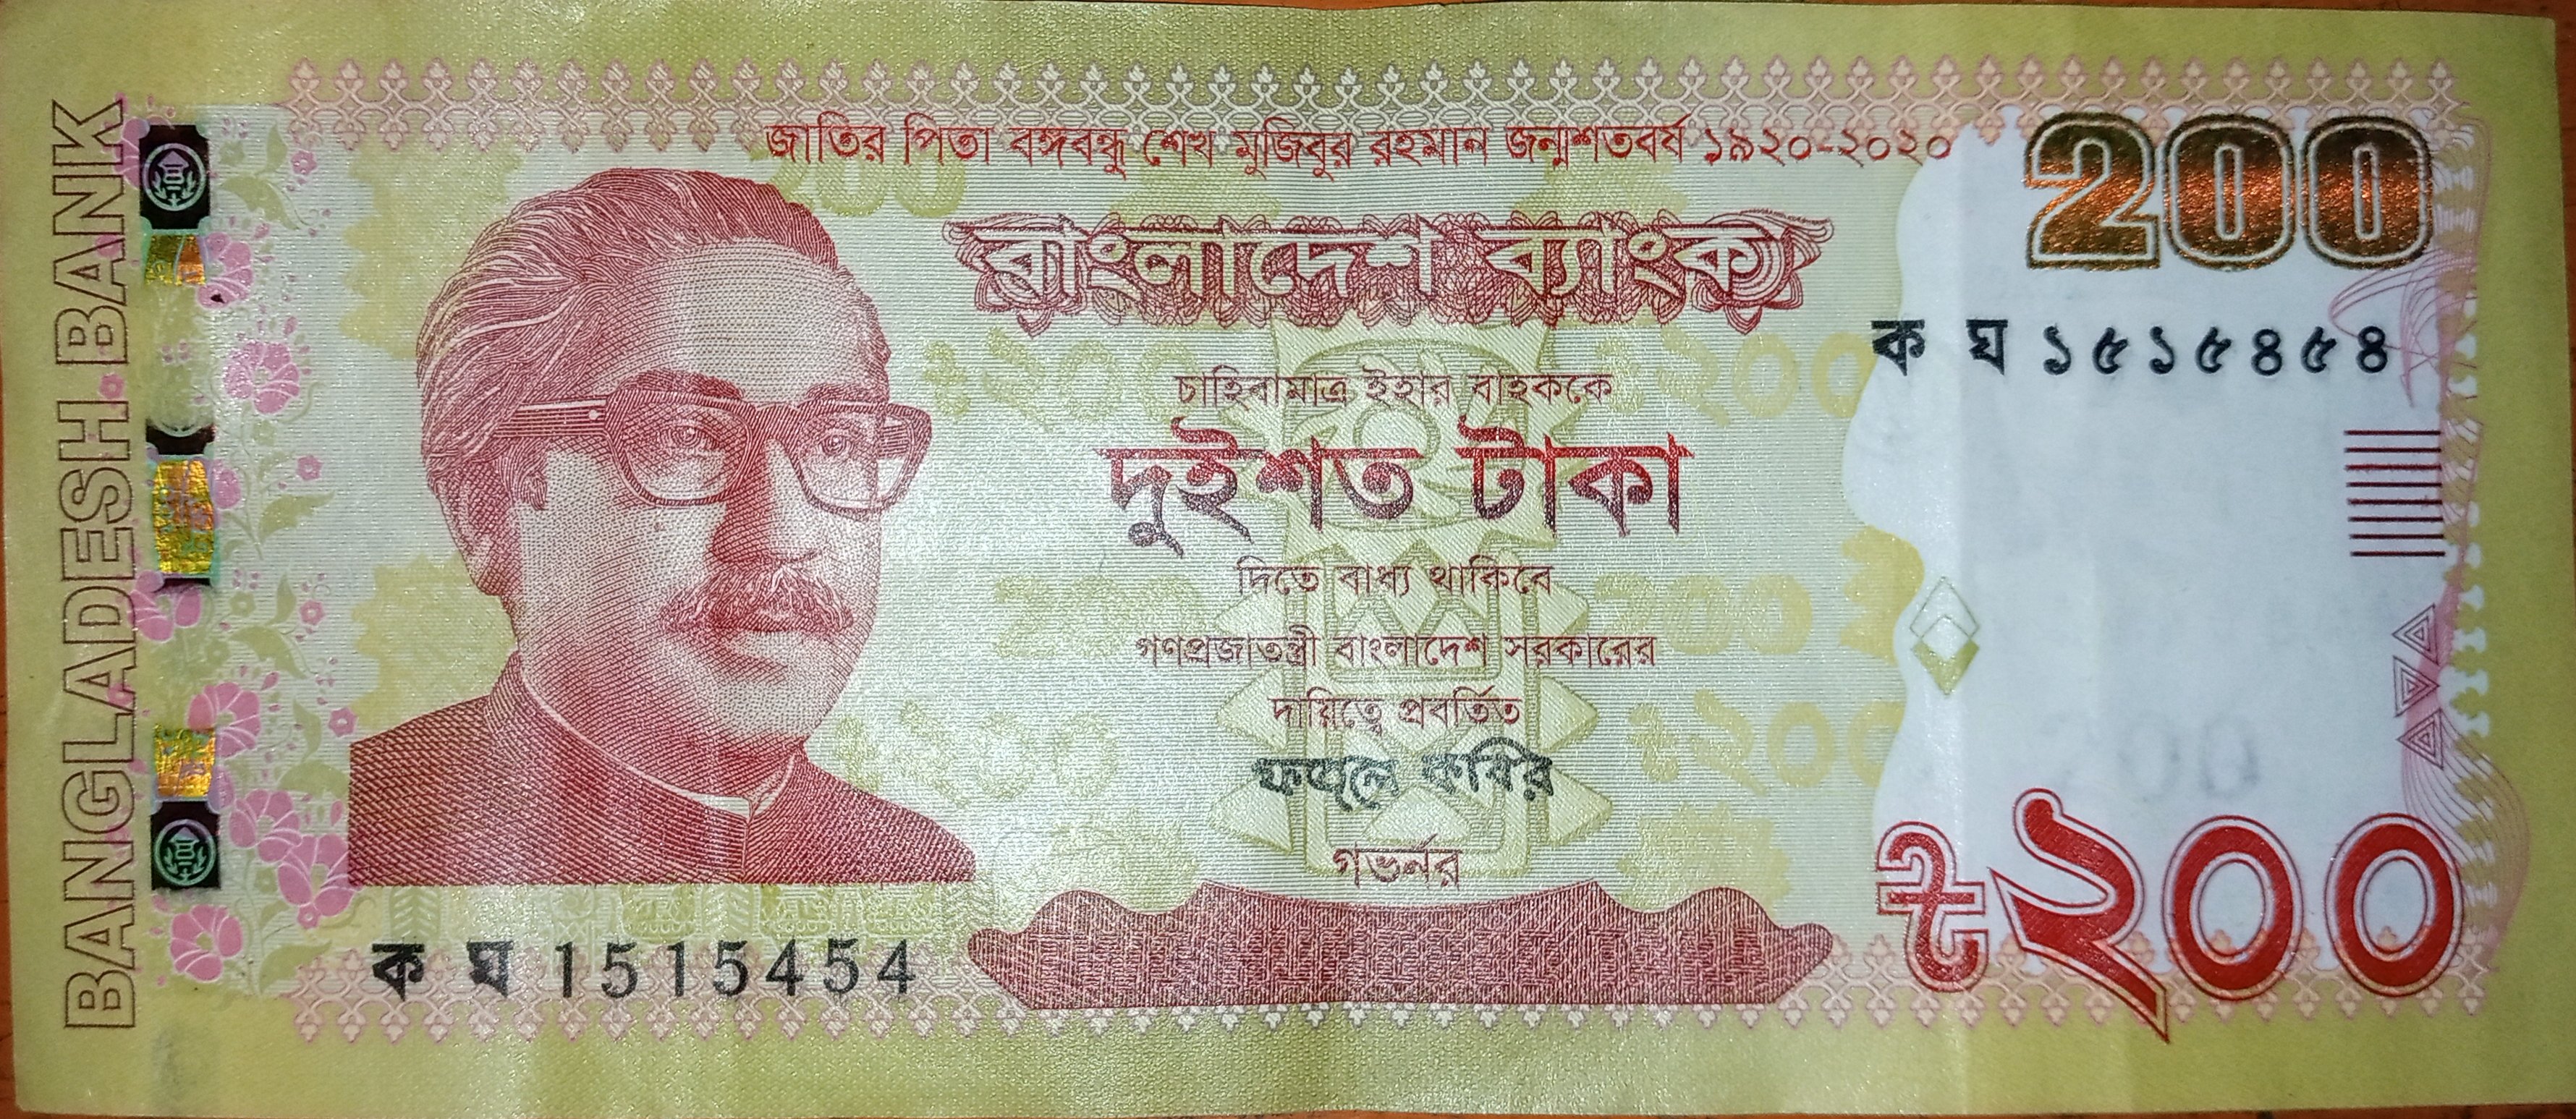 BANGLADESH BANK
জাতির পিতা বঙ্গবন্ধু শেখ মুজিবুর রহমান জন্মশতবর্ষ ১৯২০-২০২০
200
বাংলাদেশ ব্যাংক
ক ঘ ১৫১৫৪৫৪
চাহিবামাত্র ইহার বাহককে
দুইশত টাকা
দিতে বাধ্য থাকিবে
গণপ্রজাতন্ত্রী বাংলাদেশ সরকারের
দায়িত্বে প্রবর্তিত
ফজলে কবির
গভর্নর
৳২০০
ক ঘ 1515454